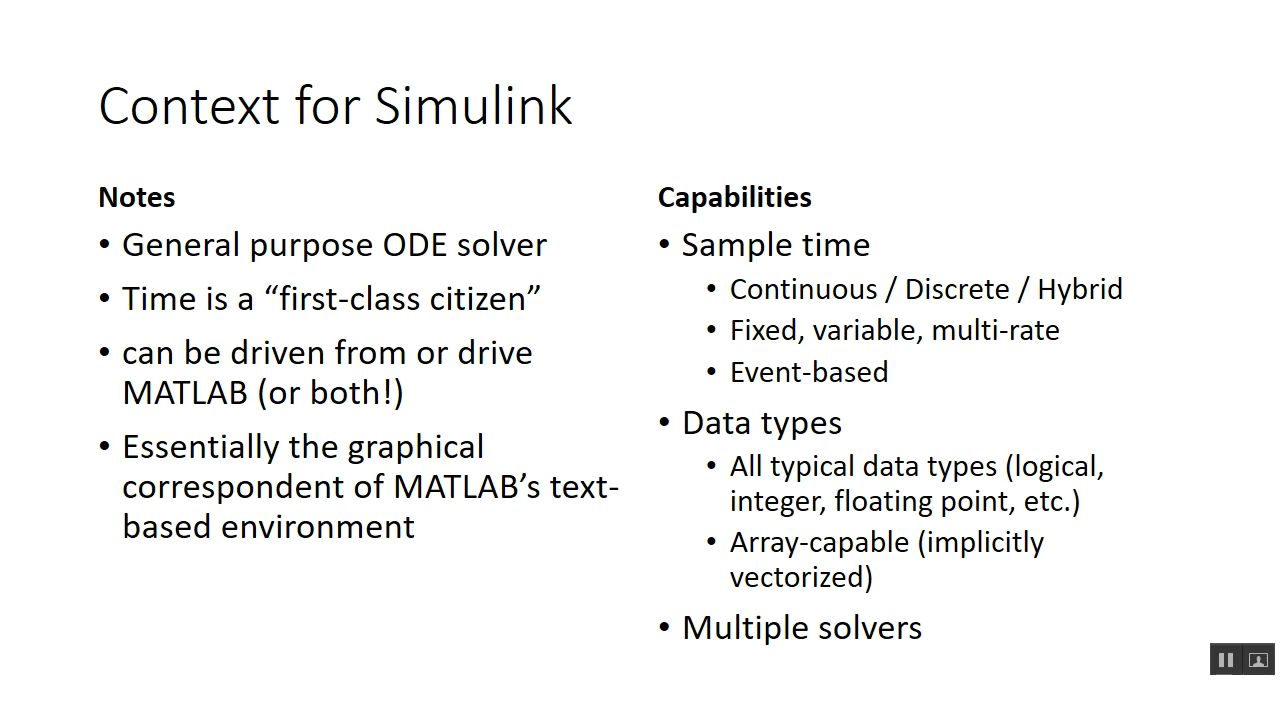 Context for Simulink
Notes
• General purpose ODE solver
• Time is a “first-class citizen”
• can be driven from or drive
MATLAB (or both!)
• Essentially the graphical
correspondent of MATLAB’s text-
based environment
Capabilities
• Sample time
• Continuous / Discrete / Hybrid
• Fixed, variable, multi-rate
• Event-based
• Data types
• All typical data types (logical,
integer, floating point, etc.)
• Array-capable (implicitly
vectorized)
• Multiple solvers